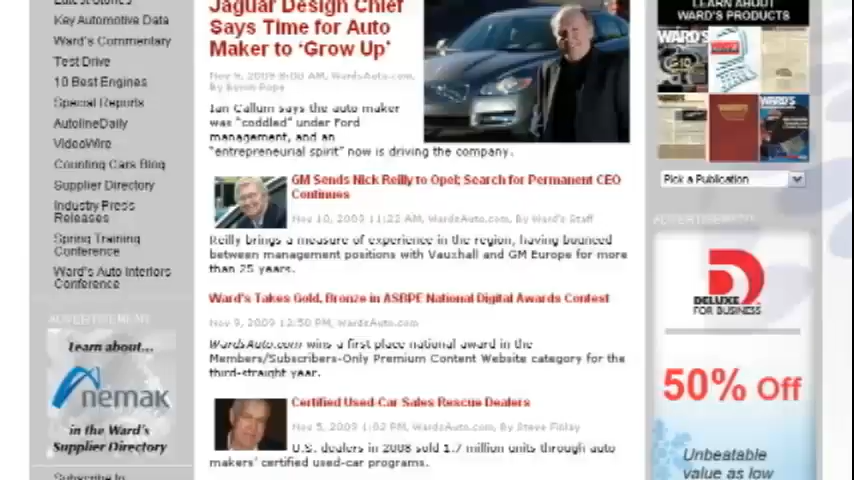 Latest Stories
Key Automotive Data
Ward's Commentary
Test Drive
10 Best Engines
Special Reports
AutolineDaily
VideoWire
Counting Cars Blog
Supplier Directory
Industry Press
Releases
Spring Training
Conference
Ward's Auto Interiors
Conference
ADVERTISEMENT
Learn about...
nemak
in the Ward's
Supplier Directory
Subscribe to
Jaguar Design Chief
Says Time for Auto
Maker to 'Grow Up'
Nov 9, 2009 8:00 AM, WardsAuto.com,
By Byron Pope
Ian Callum says the auto maker
was "coddled" under Ford
management, and an
"entrepreneurial spirit" now is driving the company.
GM Sends Nick Reilly to Opel; Search for Permanent CEO
Continues
Nov 10, 2009 11:22 AM, WardsAuto.com, By Ward's Staff
Reilly brings a measure of experience in the region, having bounced
between management positions with Vauxhall and GM Europe for more
than 25 years.
Ward's Takes Gold, Bronze in ASBPE National Digital Awards Contest
Nov 9, 2009 12:50 PM, WardsAuto.com
WardsAuto.com wins a first place national award in the
Members/Subscribers-Only Premium Content Website category for the
third-straight year.
Certified Used-Car Sales Rescue Dealers
Nov 5, 2009 1:02 PM, WardsAuto.com, By Steve Finlay
U.S. dealers in 2008 sold 1.7 million units through auto
makers' certified used-car programs.
LEARN ABOUT
WARD'S PRODUCTS
WARD'S
WARD'S
Pick a Publication
ADVERTISEMENT
DELUXE
FOR BUSINESS
50% Off
Unbeatable
value as low